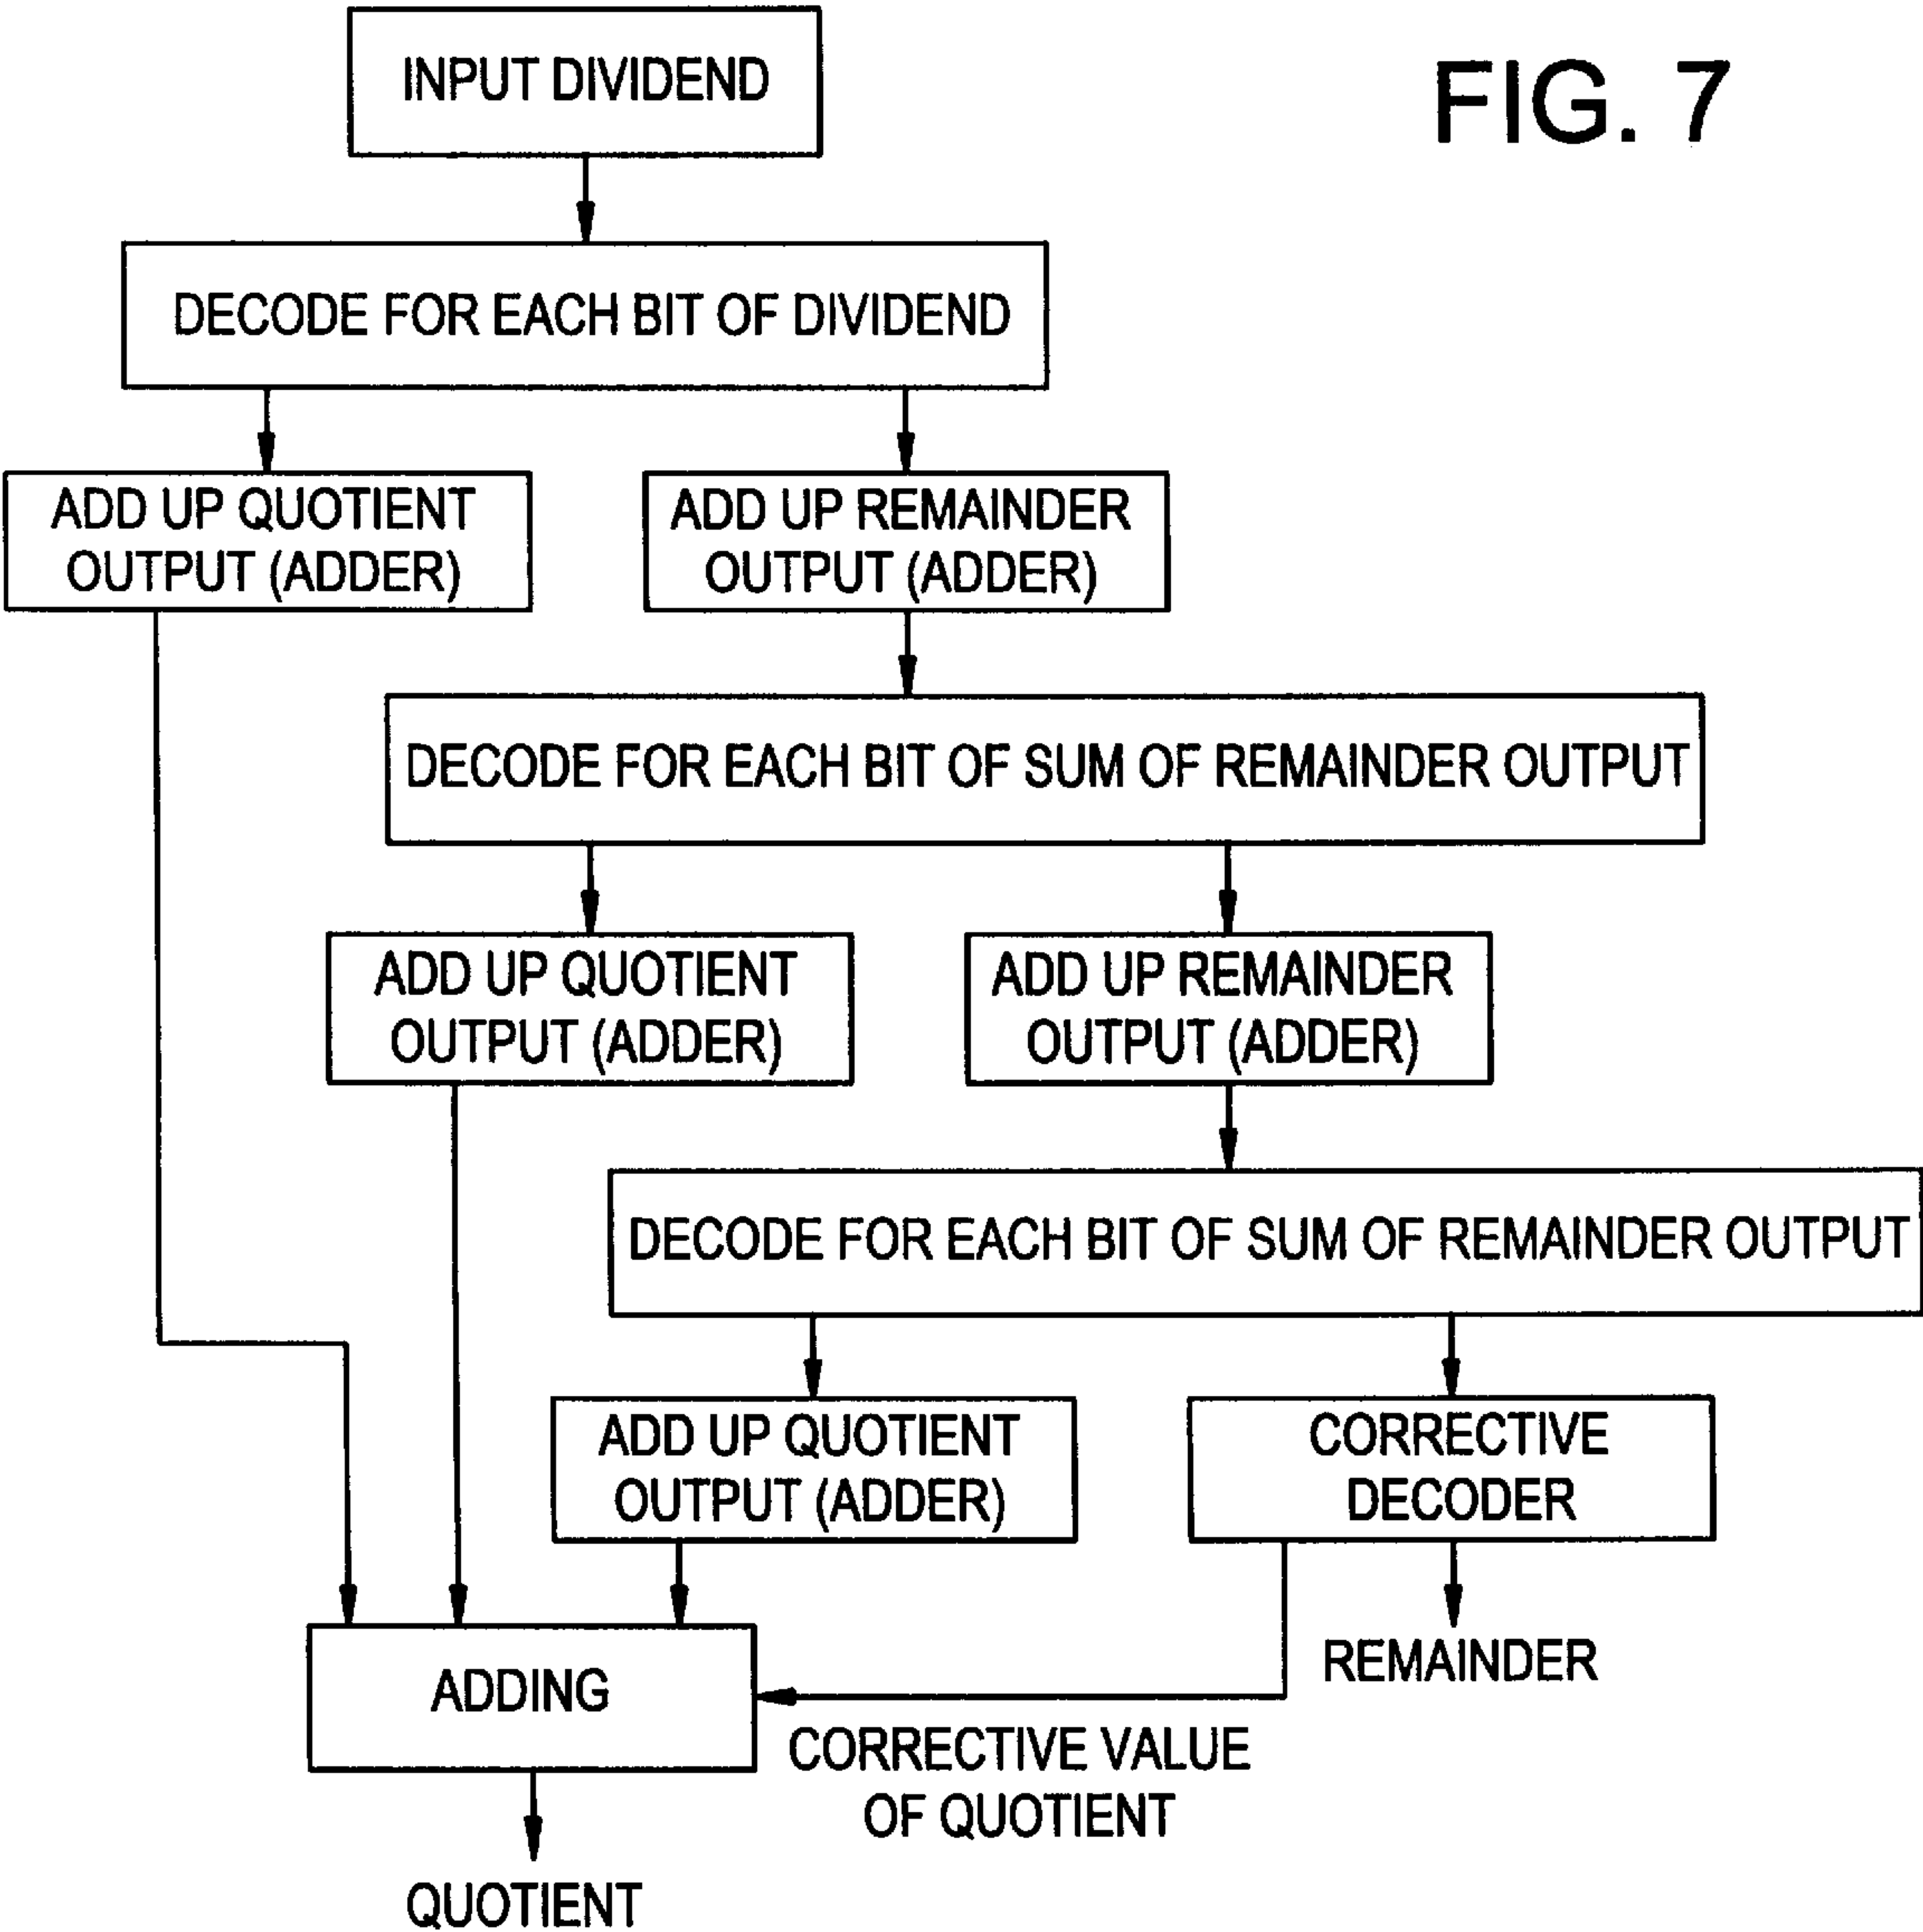 FIG. 7
INPUT DIVIDEND
DECODE FOR EACH BIT OF DIVIDEND
ADD UP QUOTIENT
OUTPUT (ADDER)
ADD UP REMAINDER
OUTPUT (ADDER)
DECODE FOR EACH BIT OF SUM OF REMAINDER OUTPUT
ADD UP QUOTIENT
OUTPUT (ADDER)
ADD UP REMAINDER
OUTPUT (ADDER)
DECODE FOR EACH BIT OF SUM OF REMAINDER OUTPUT
ADD UP QUOTIENT
OUTPUT (ADDER)
CORRECTIVE
DECODER
ADDING
REMAINDER
CORRECTIVE VALUE
OF QUOTIENT
QUOTIENT